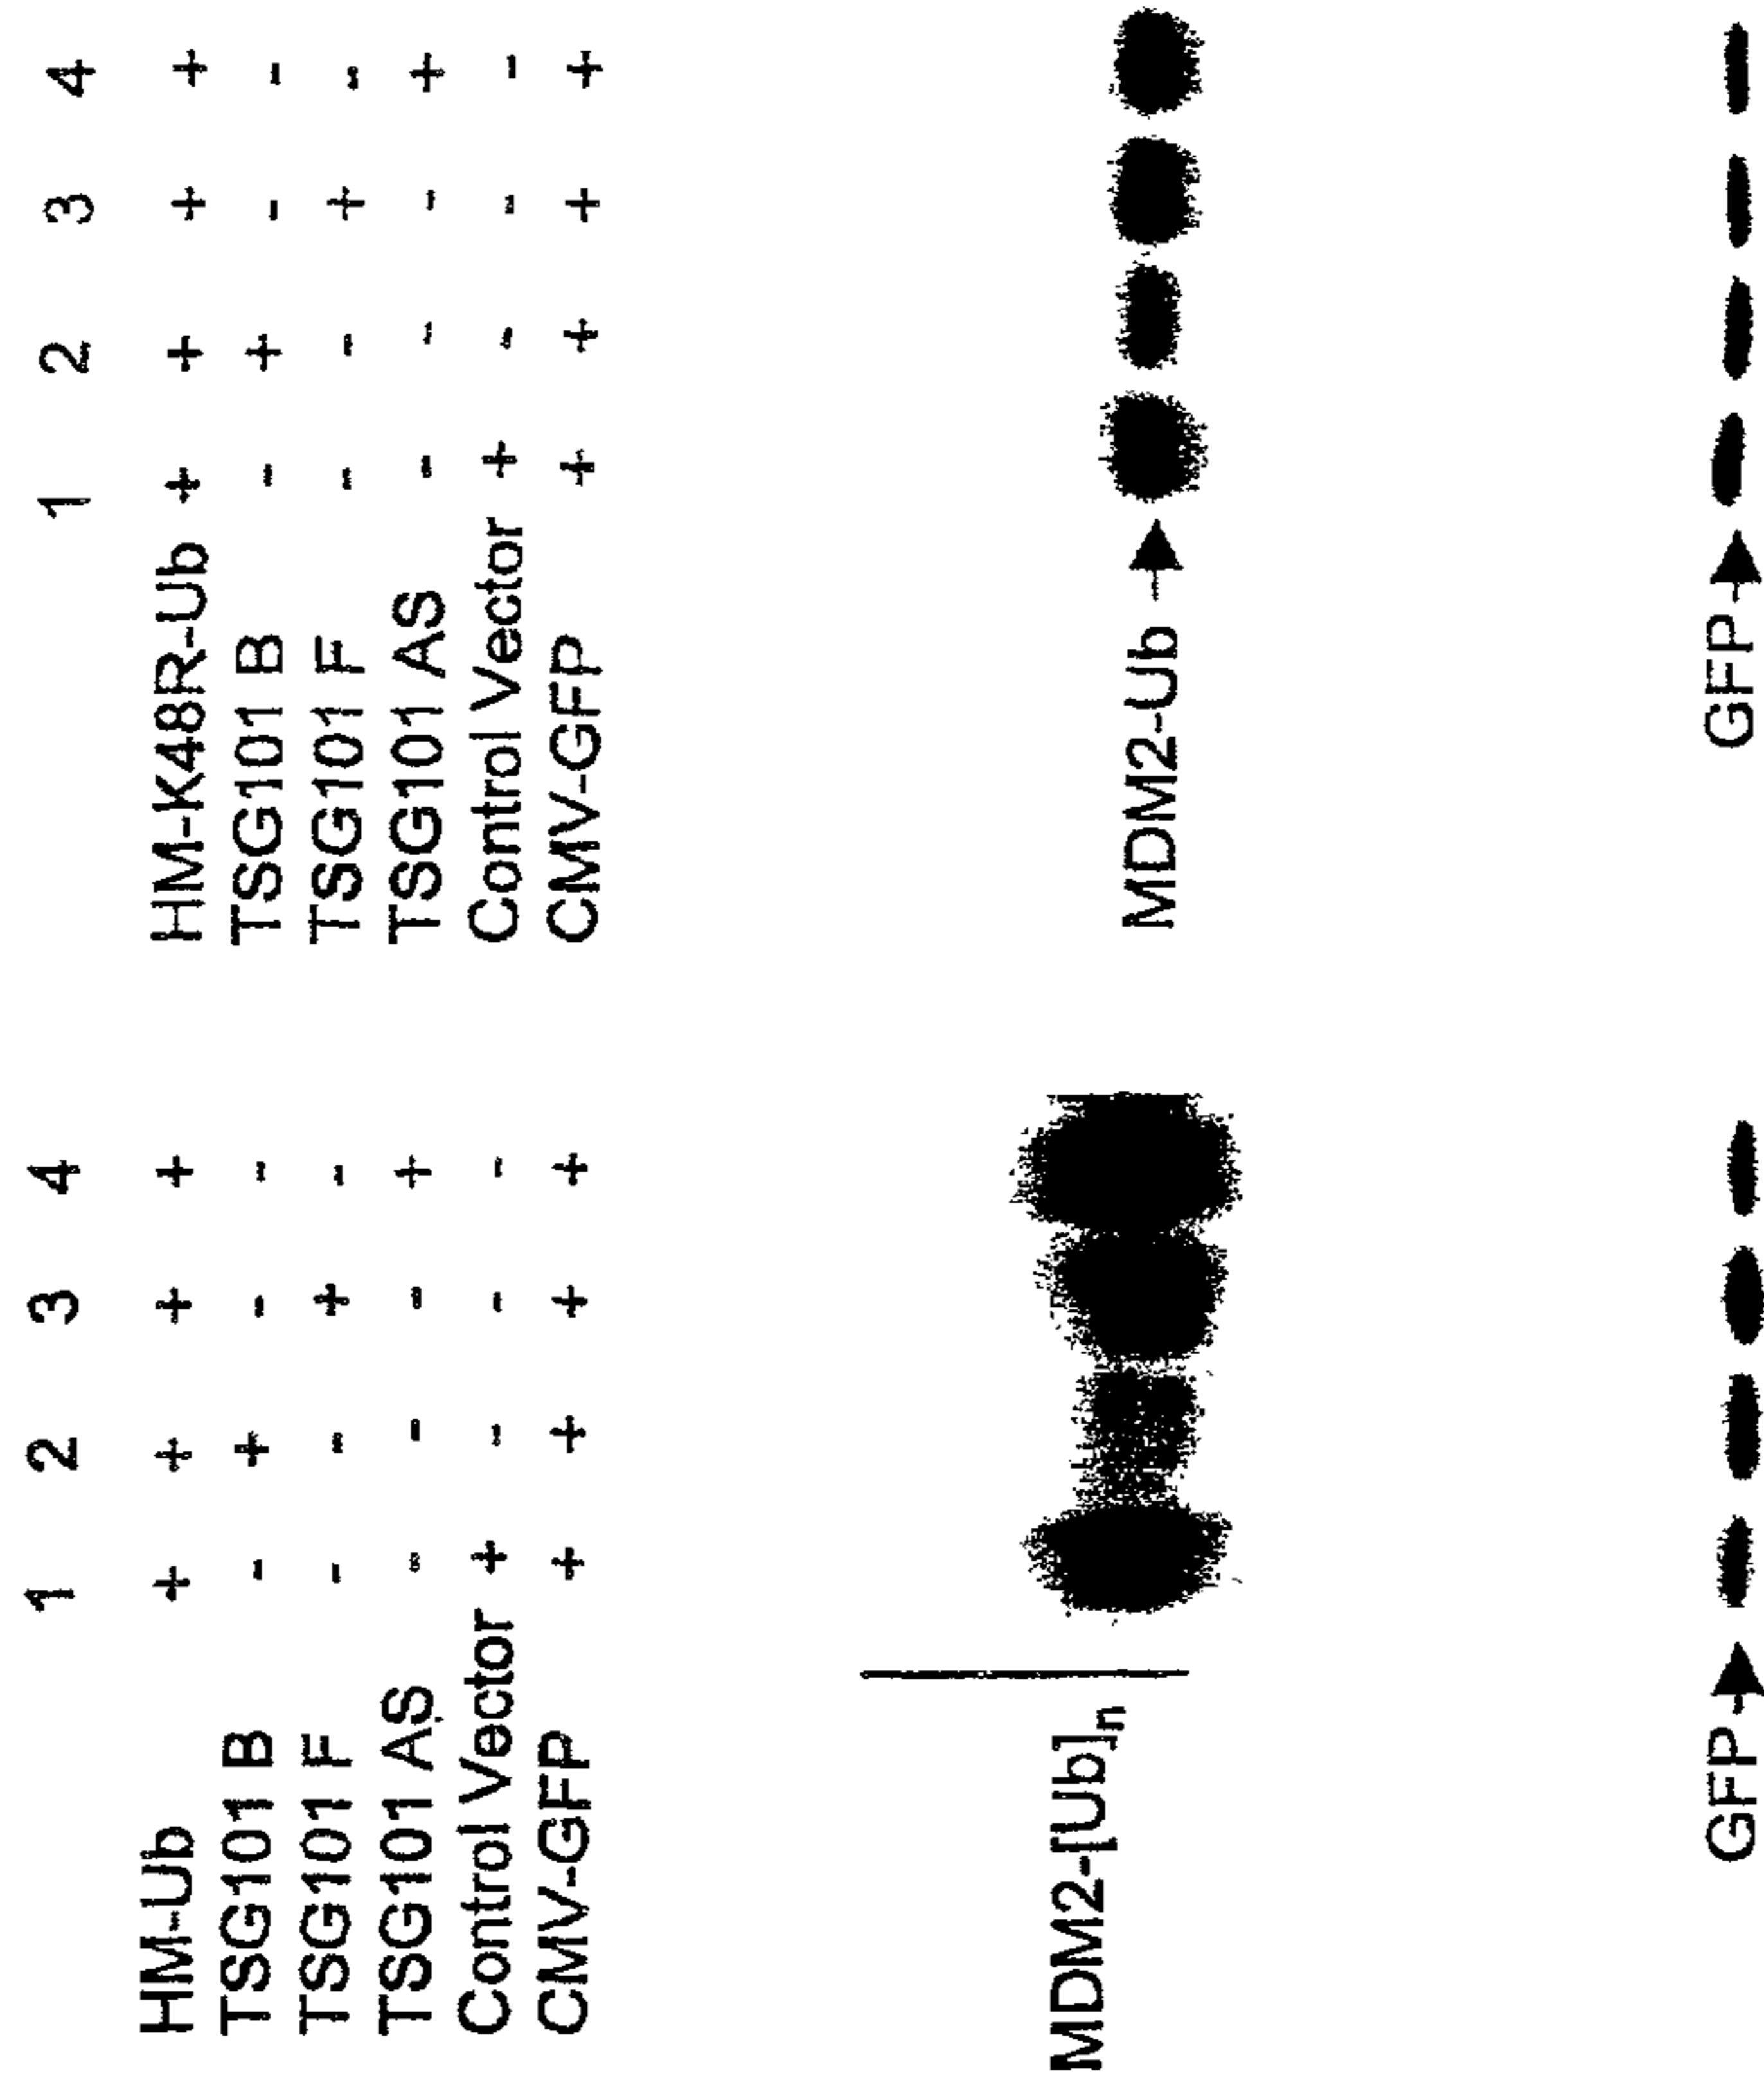 1 2 3 4
HM-Ub + + + +
TSG101 B - + - -
TSG101 F - - + -
TSG101 AS - - - +
Control Vector + - - -
CMV-GFP + + + +
MDM2-[Ub]n
GFP
1 2 3 4
HM-K48R-Ub + + + +
TSG101 B - + - -
TSG101 F - - + -
TSG101 AS - - - +
Control Vector + - - -
CMV-GFP + + + +
MDM2-Ub
GFP